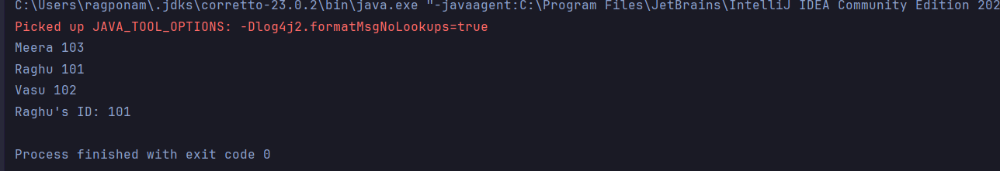 C:\Users\ragponam\.jdks\corretto-23.0.2\bin\java.exe "-javaagent:C:\Program Files\JetBrains\IntelliJ IDEA Community Edition 202
Picked up JAVA_TOOL_OPTIONS: -Dlog4j2.formatMsgNoLookups=true
Meera 103
Raghu 101
Vasu 102
Raghu's ID: 101
Process finished with exit code 0